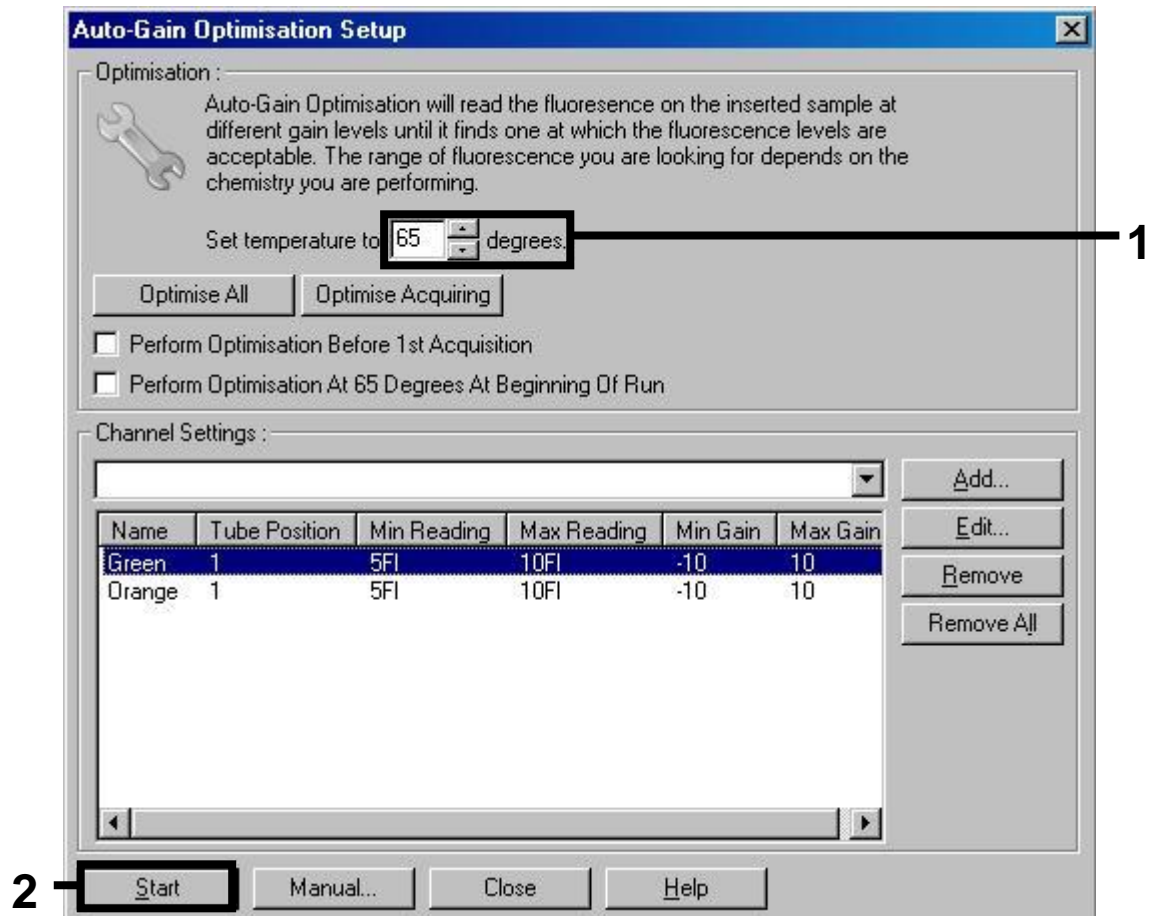 Auto-Gain Optimisation Setup
Optimisation :
Auto-Gain Optimisation will read the fluoresence on the inserted sample at
different gain levels until it finds one at which the fluorescence levels are
acceptable. The range of fluorescence you are looking for depends on the
chemistry you are performing.
Set temperature to 65 degrees.
1
Optimise All Optimise Acquiring
Perform Optimisation Before 1st Acquisition
Perform Optimisation At 65 Degrees At Beginning Of Run
Channel Settings :
Add...
Name Tube Position Min Reading Max Reading Min Gain Max Gain
Edit...
Green 1 5Fl 10Fl -10 10
Remove
Orange 1 5Fl 10Fl -10 10
Remove All
2
Start Manual... Close Help